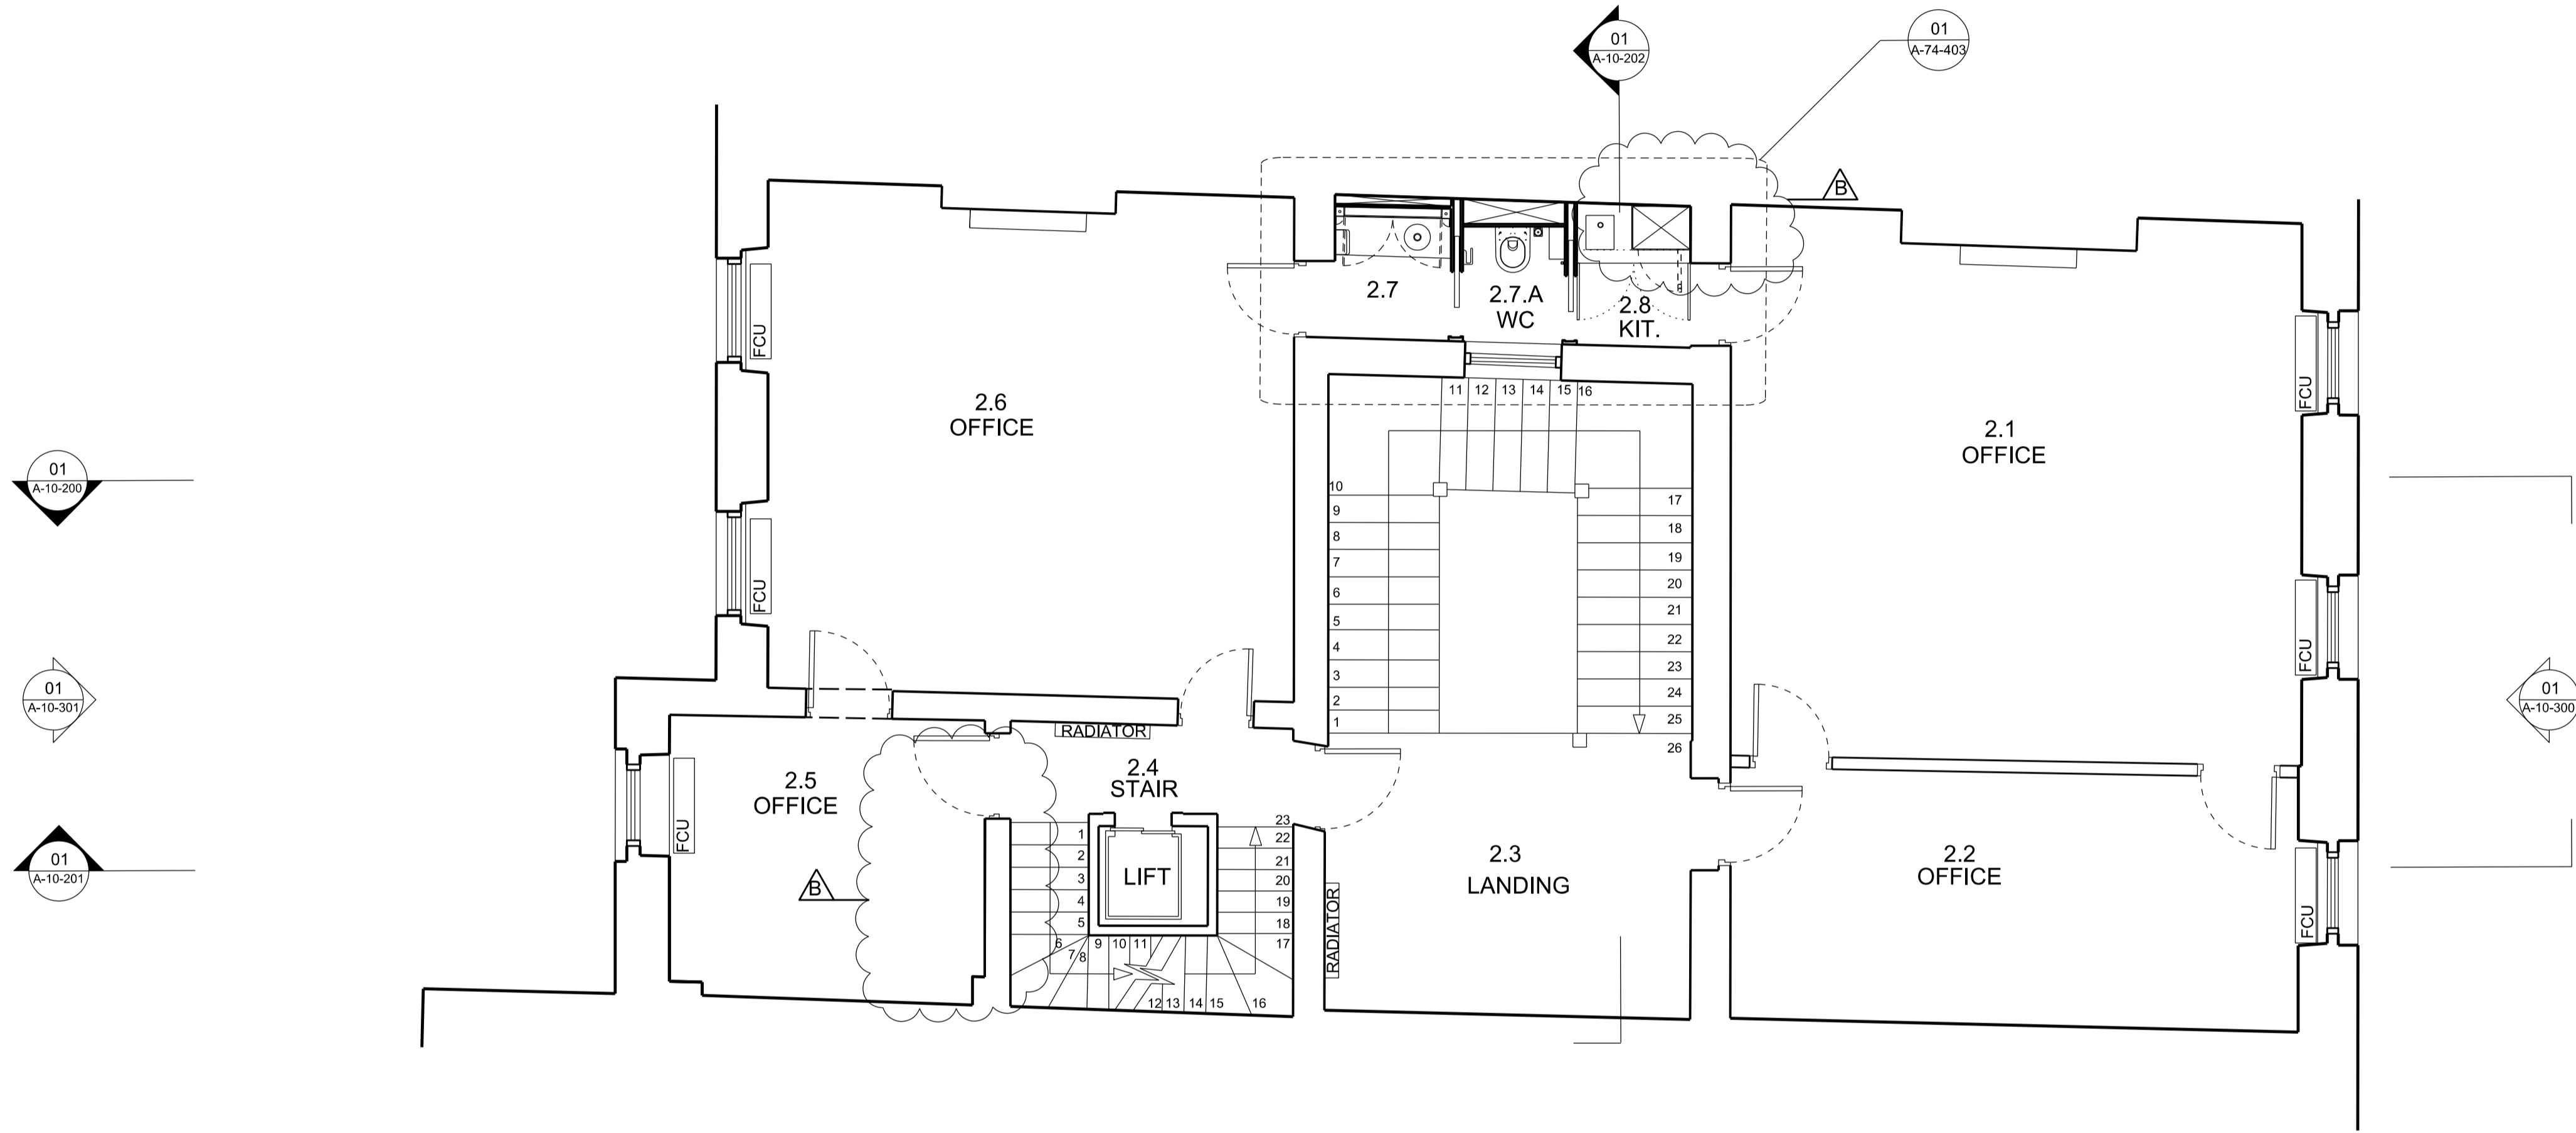 01
A-10-202
01
A-74-403
B
2.7
2.7.A
WC
2.8
KIT.
FCU
FCU
2.6
OFFICE
2.1
OFFICE
11 12 13 14 15 16
01
A-10-200
10
9
8
7
6
5
4
3
2
1
17
18
19
20
21
22
23
24
25
26
FCU
FCU
01
A-10-301
01
A-10-300
RADIATOR
2.5
OFFICE
2.4
STAIR
FCU
01
A-10-201
B
LIFT
1
2
3
4
5
6
7
8
9 10 11
12 13 14 15 16
17
18
19
20
21
22
23
2.3
LANDING
RADIATOR
2.2
OFFICE
FCU